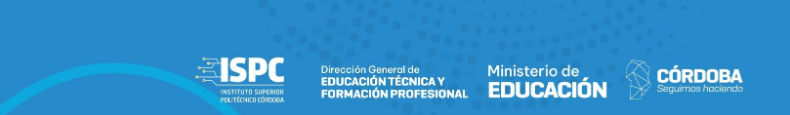 ISPC
INSTITUTO SUPERIOR
POLITÉCNICO CÓRDOBA
Dirección General de
EDUCACIÓN TÉCNICA Y
FORMACIÓN PROFESIONAL
Ministerio de
EDUCACIÓN
CÓRDOBA
Seguimos haciendo